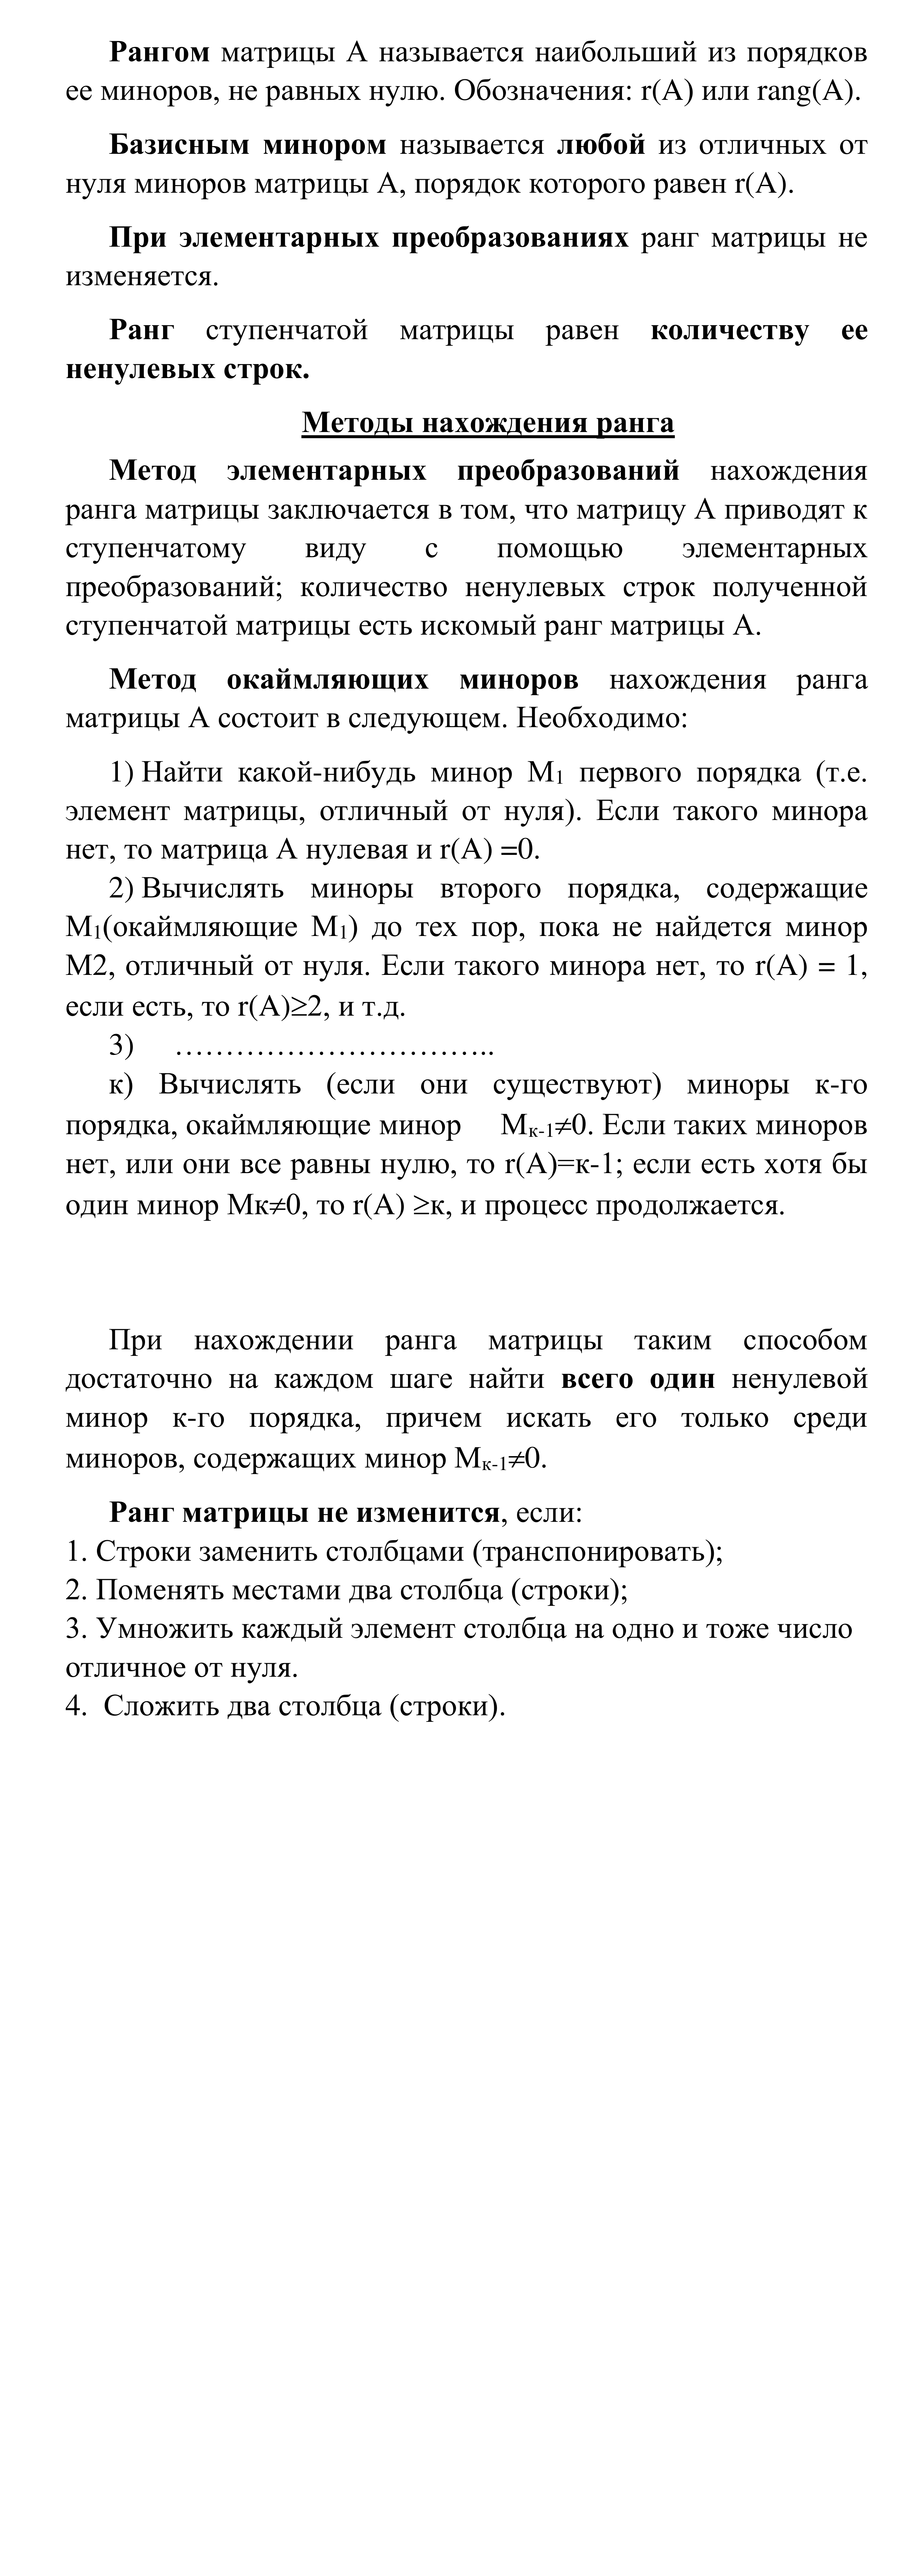 Рангом матрицы А называется наибольший из порядков
ее миноров, не равных нулю. Обозначения: r(A) или rang(A).
Базисным минором называется любой из отличных от
нуля миноров матрицы А, порядок которого равен r(A).
При элементарных преобразованиях ранг матрицы не
изменяется.
Ранг ступенчатой матрицы равен количеству ее
ненулевых строк.
Методы нахождения ранга
Метод элементарных преобразований нахождения
ранга матрицы заключается в том, что матрицу А приводят к
ступенчатому виду с помощью элементарных
преобразований; количество ненулевых строк полученной
ступенчатой матрицы есть искомый ранг матрицы А.
Метод окаймляющих миноров нахождения ранга
матрицы А состоит в следующем. Необходимо:
1) Найти какой-нибудь минор М₁ первого порядка (т.е.
элемент матрицы, отличный от нуля). Если такого минора
нет, то матрица А нулевая и r(A) =0.
2) Вычислять миноры второго порядка, содержащие
М₁(окаймляющие М₁) до тех пор, пока не найдется минор
М2, отличный от нуля. Если такого минора нет, то r(A) = 1,
если есть, то r(A)≥2, и т.д.
3) …………………………..
к) Вычислять (если они существуют) миноры к-го
порядка, окаймляющие минор Мк-1≠0. Если таких миноров
нет, или они все равны нулю, то r(A)=к-1; если есть хотя бы
один минор Мк≠0, то r(A) ≥к, и процесс продолжается.
При нахождении ранга матрицы таким способом
достаточно на каждом шаге найти всего один ненулевой
минор к-го порядка, причем искать его только среди
миноров, содержащих минор Мк-1≠0.
Ранг матрицы не изменится, если:
1. Строки заменить столбцами (транспонировать);
2. Поменять местами два столбца (строки);
3. Умножить каждый элемент столбца на одно и тоже число
отличное от нуля.
4. Сложить два столбца (строки).